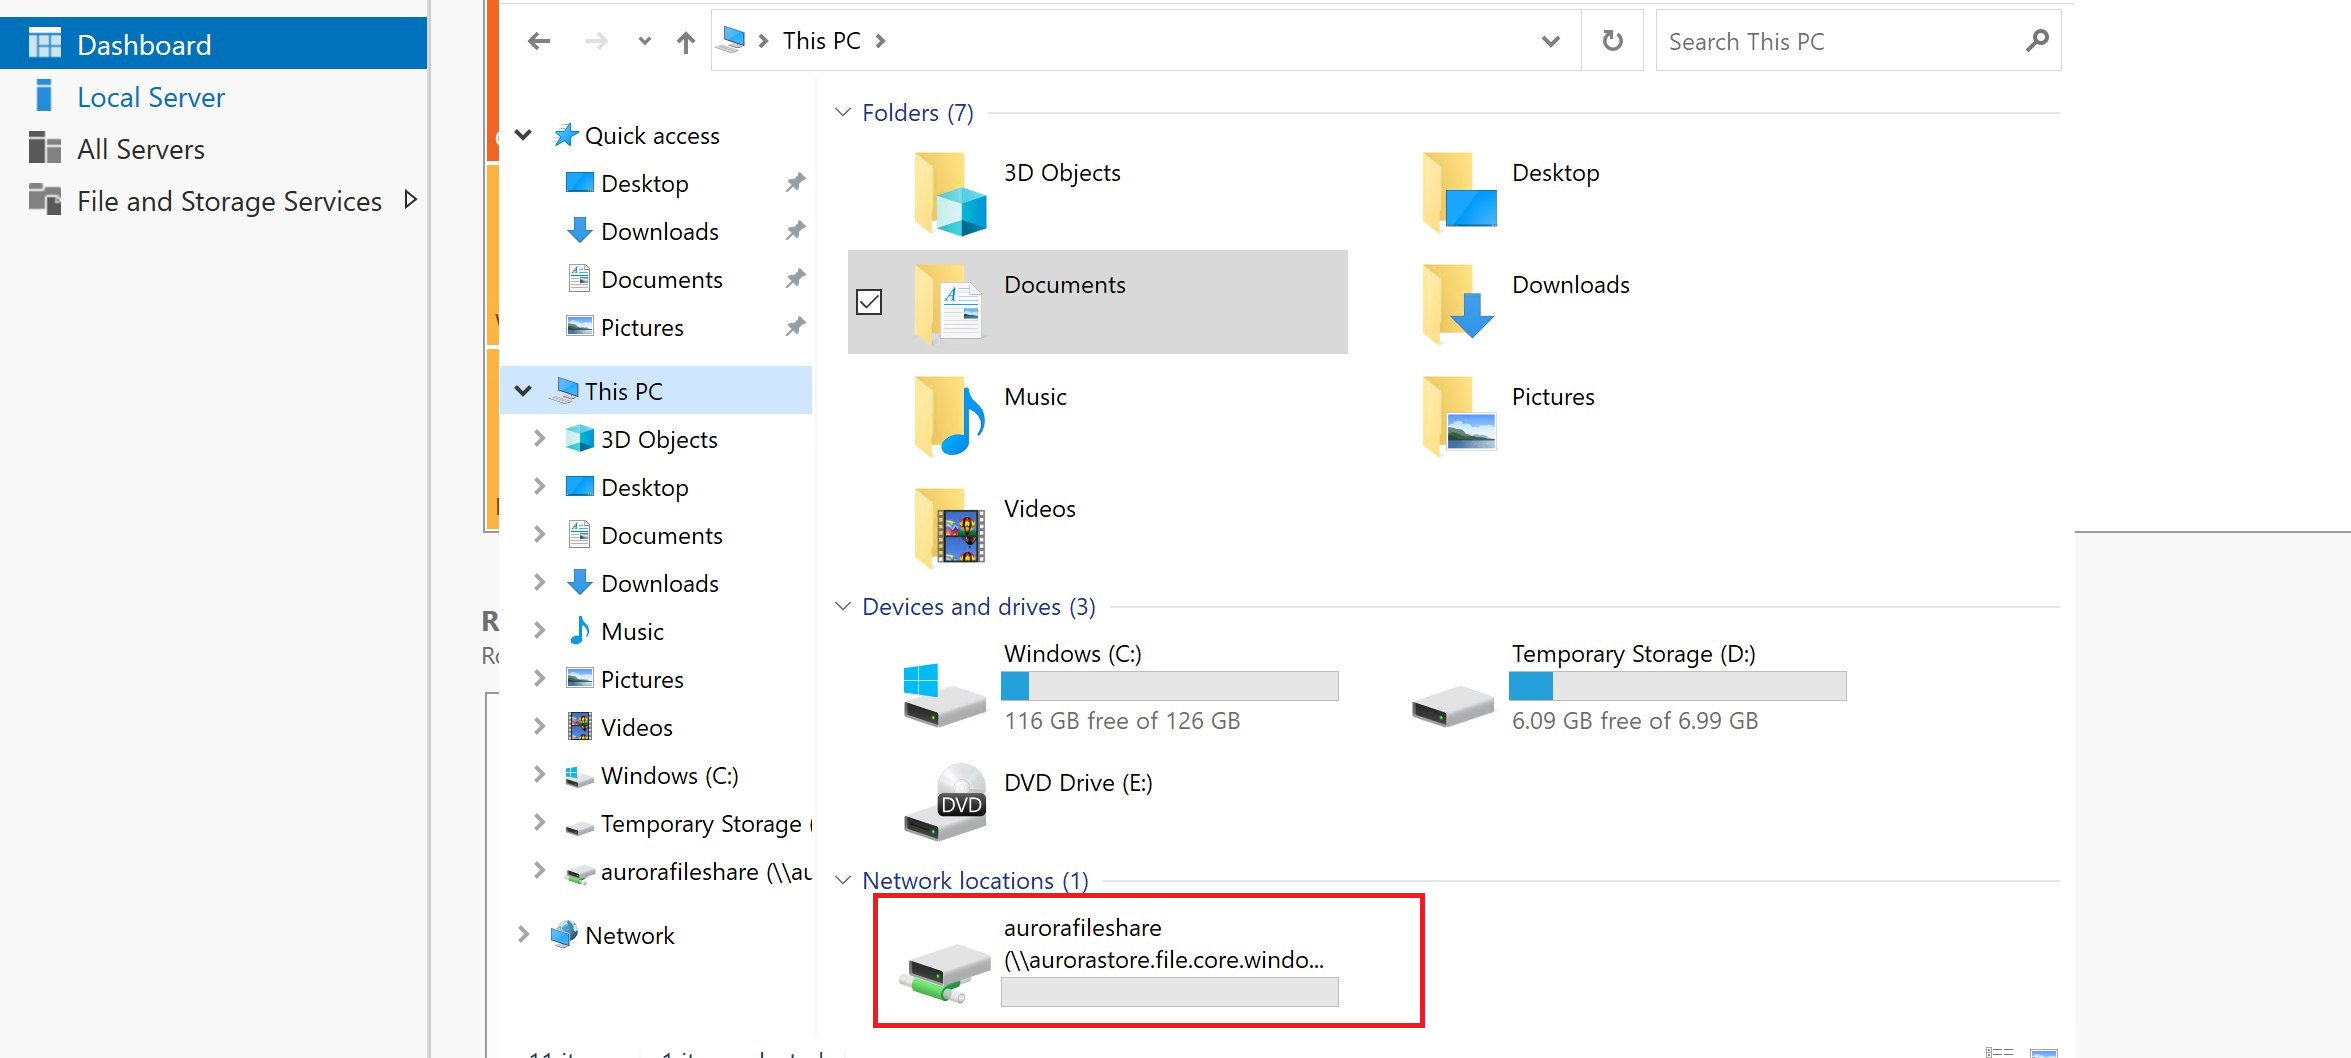 Dashboard
Local Server
All Servers
File and Storage Services
This PC
Search This PC
Quick access
Desktop
Downloads
Documents
Pictures
This PC
3D Objects
Desktop
Documents
Downloads
Music
Pictures
Videos
Windows (C:)
Temporary Storage (
aurorafileshare (\\au
Network
Folders (7)
3D Objects
Desktop
Documents
Downloads
Music
Pictures
Videos
Devices and drives (3)
Windows (C:)
116 GB free of 126 GB
Temporary Storage (D:)
6.09 GB free of 6.99 GB
DVD
DVD Drive (E:)
Network locations (1)
aurorafileshare
(\\aurorastore.file.core.windo...